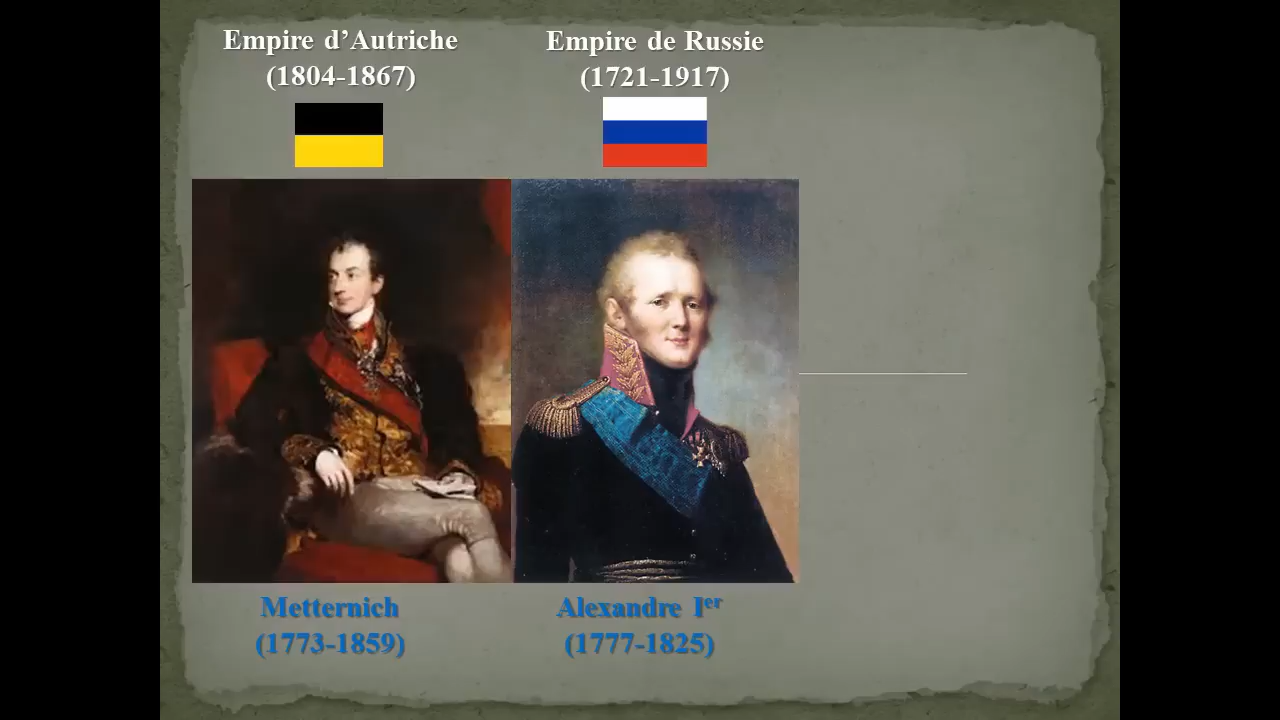 Empire d’Autriche
(1804-1867)
Empire de Russie
(1721-1917)
Metternich
(1773-1859)
Alexandre Iᵉʳ
(1777-1825)